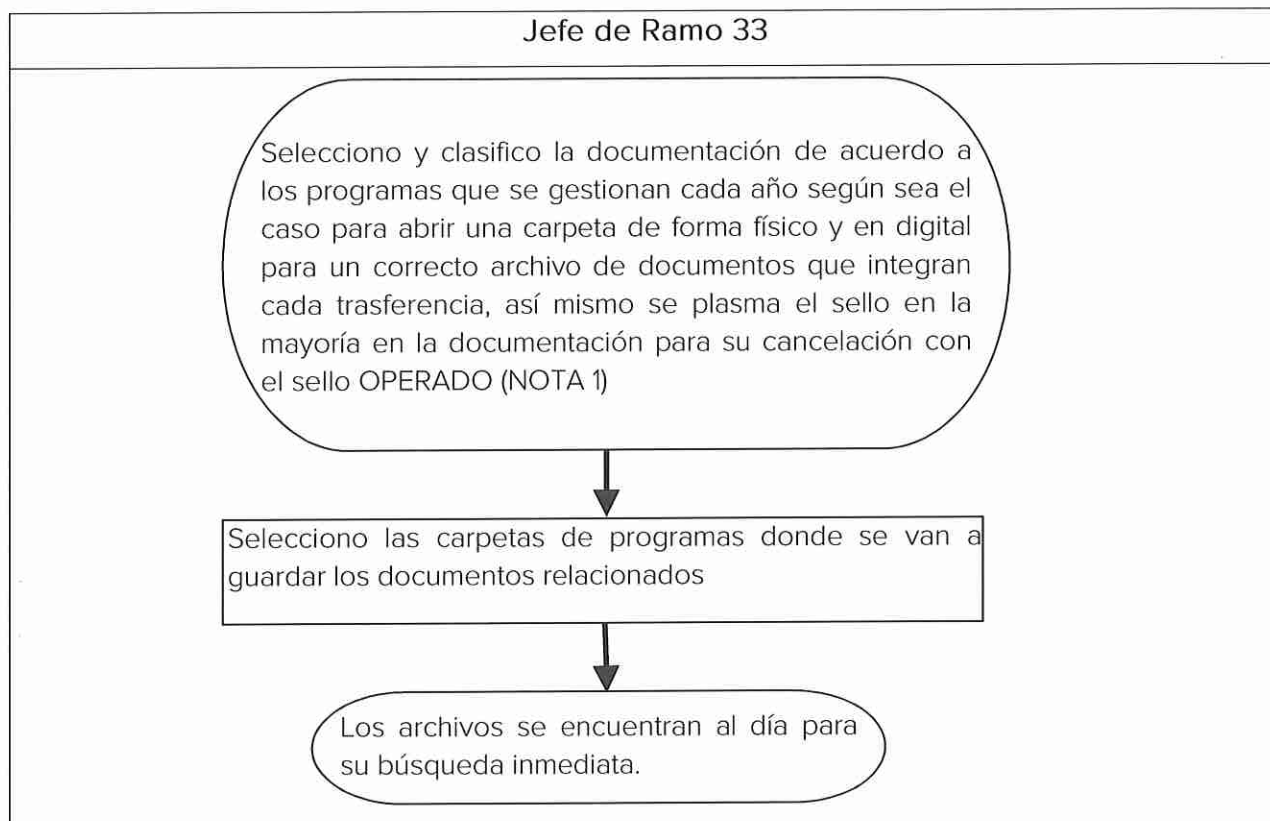 Jefe de Ramo 33
Selecciono y clasifico la documentación de acuerdo a
los programas que se gestionan cada año según sea el
caso para abrir una carpeta de forma físico y en digital
para un correcto archivo de documentos que integran
cada trasferencia, así mismo se plasma el sello en la
mayoría en la documentación para su cancelación con
el sello OPERADO (NOTA 1)
Selecciono las carpetas de programas donde se van a
guardar los documentos relacionados
Los archivos se encuentran al día para
su búsqueda inmediata.